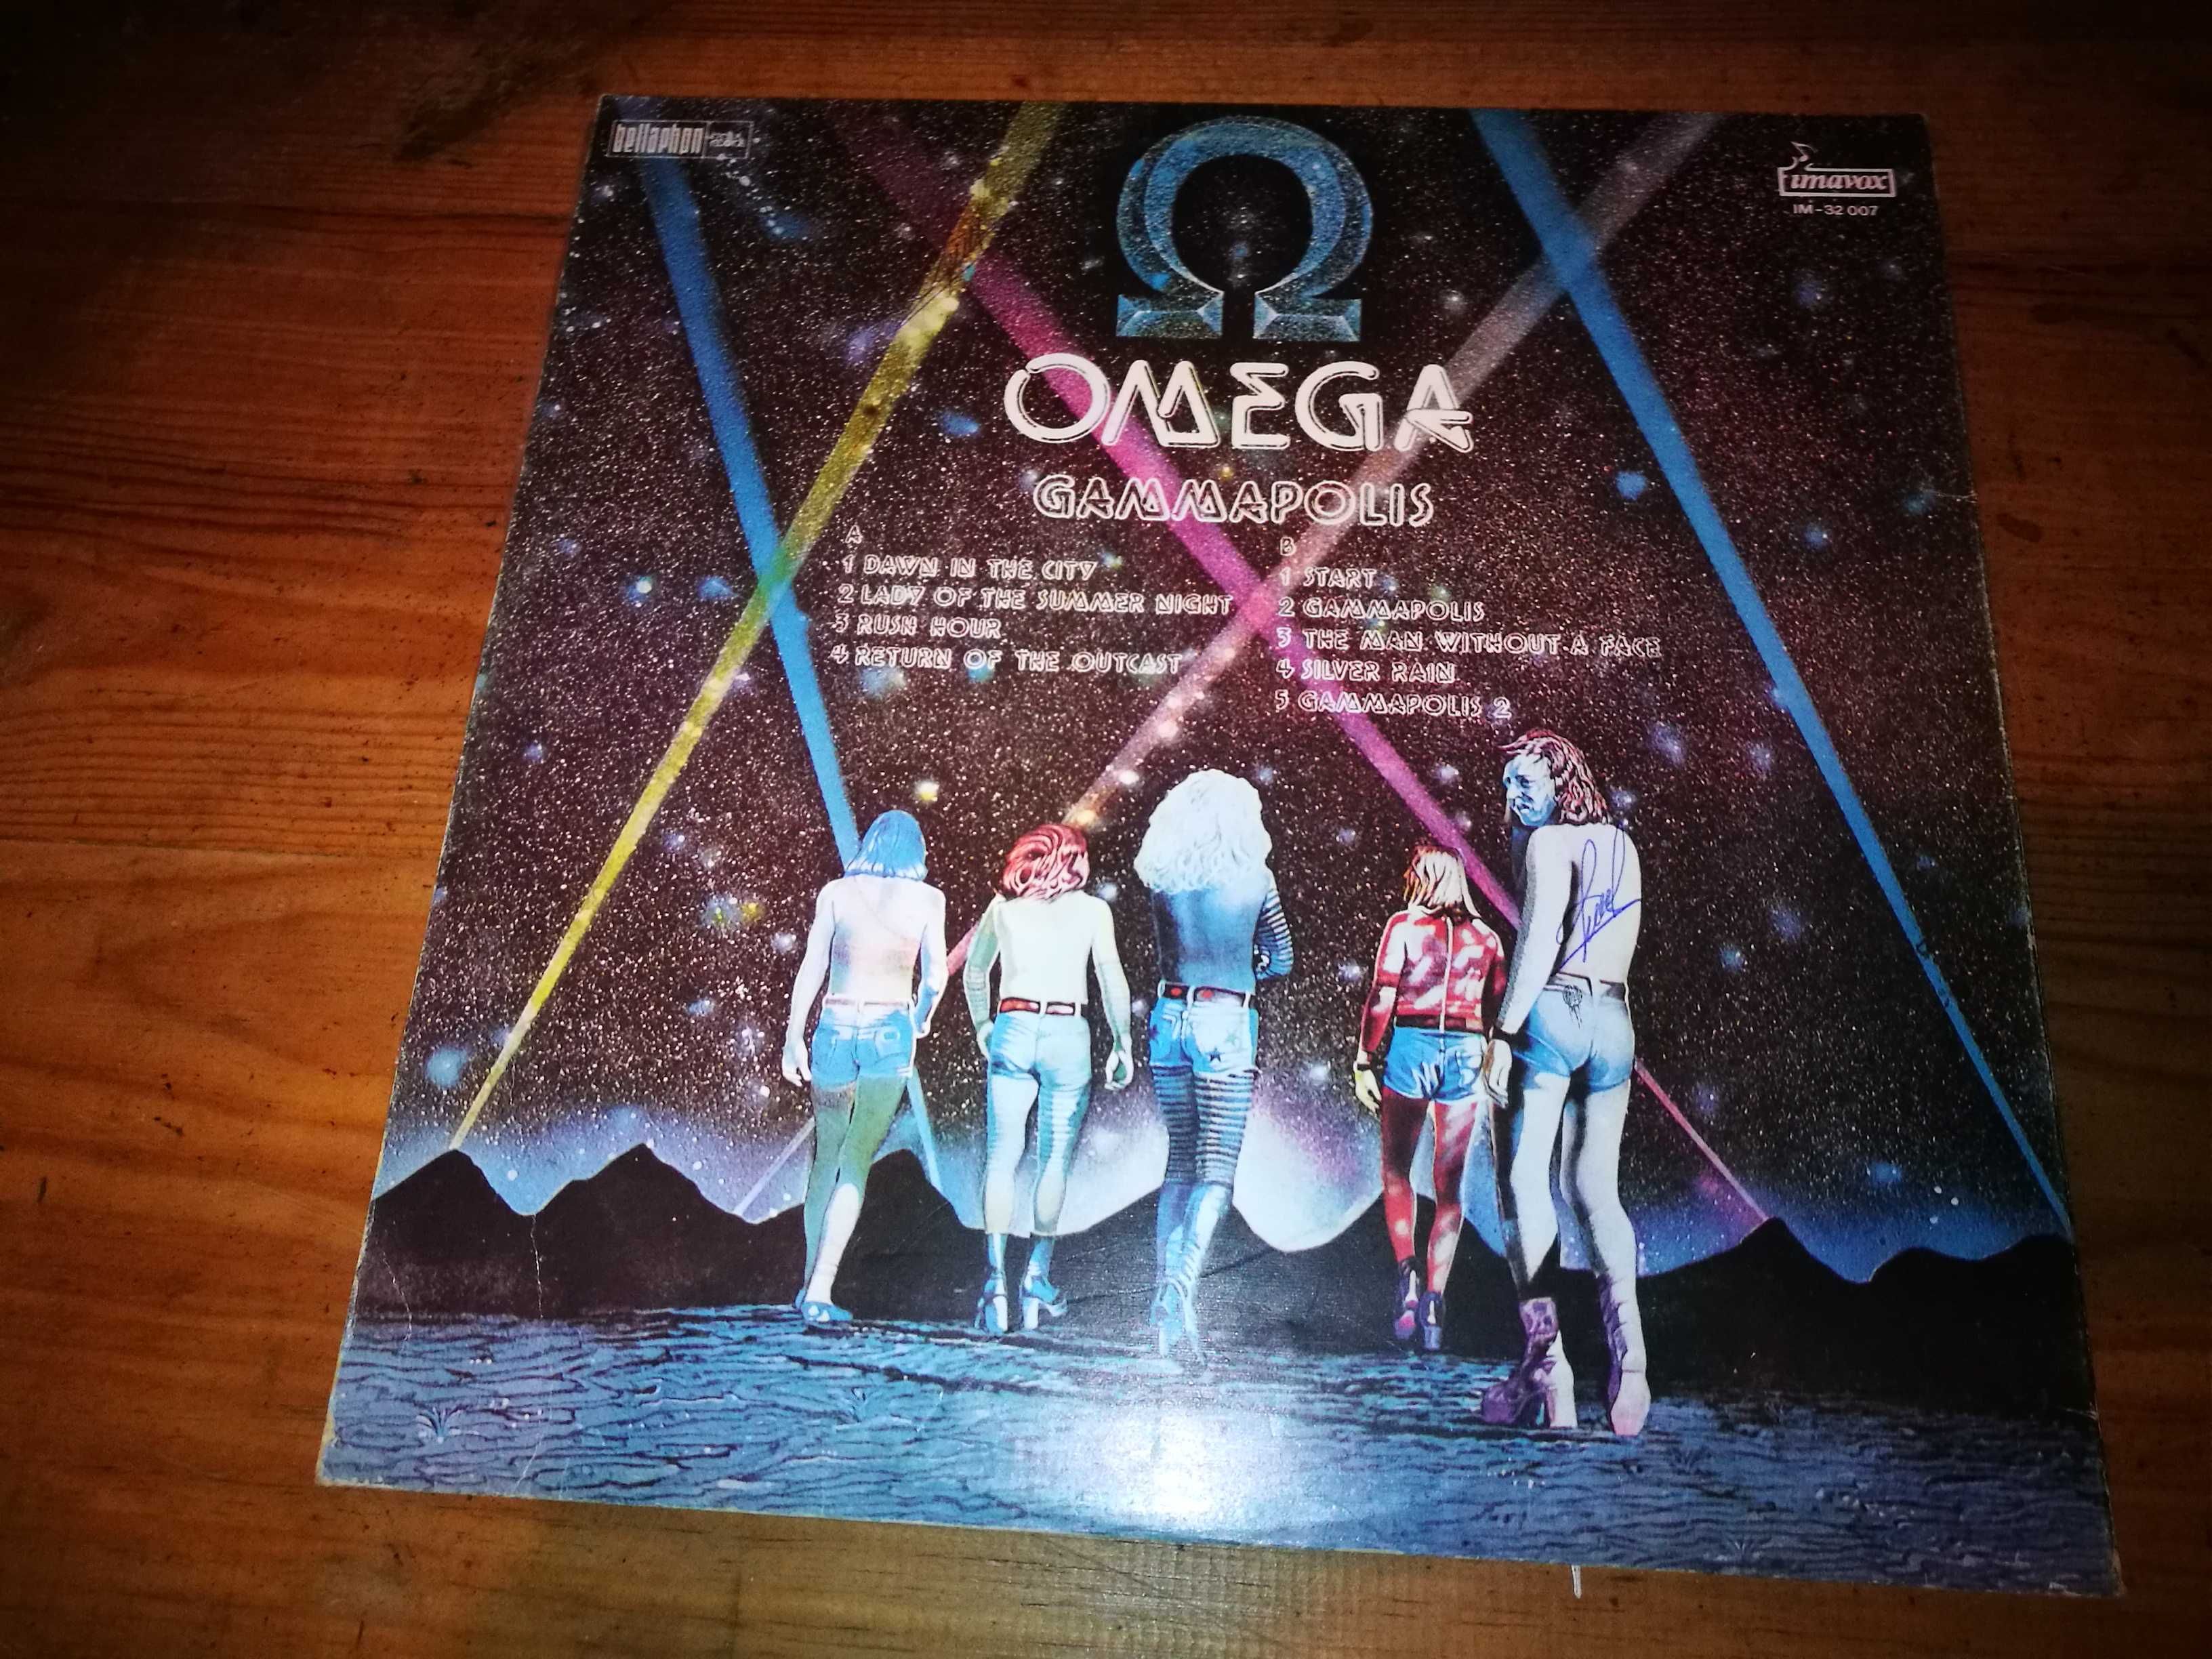 bellaphon
imavox
IM-32 007
Ω
OMEGA
GAMMAPOLIS
A
1 DAWN IN THE CITY
2 LADY OF THE SUMMER NIGHT
3 RUSH HOUR
4 RETURN OF THE OUTCAST
B
1 START
2 GAMMAPOLIS
3 THE MAN WITHOUT A FACE
4 SILVER RAIN
5 GAMMAPOLIS 2